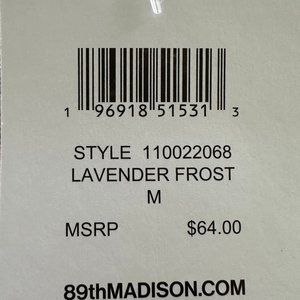 1 96918 51531 3
STYLE 110022068
LAVENDER FROST
M
MSRP $64.00
89thMADISON.COM